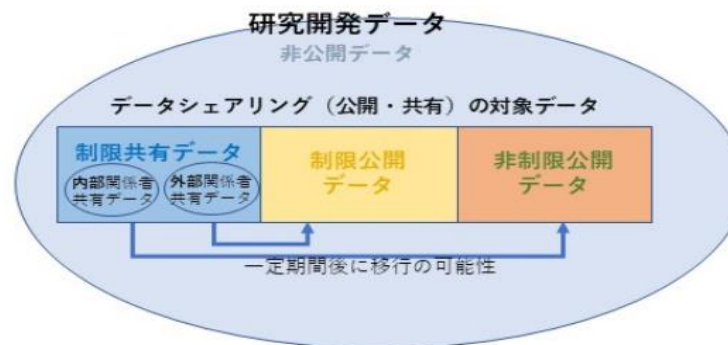 研究開発データ
非公開データ
データシェアリング（公開・共有）の対象データ
制限共有データ
内部関係者
共有データ
外部関係者
共有データ
制限公開
データ
非制限公開
データ
一定期間後に移行の可能性